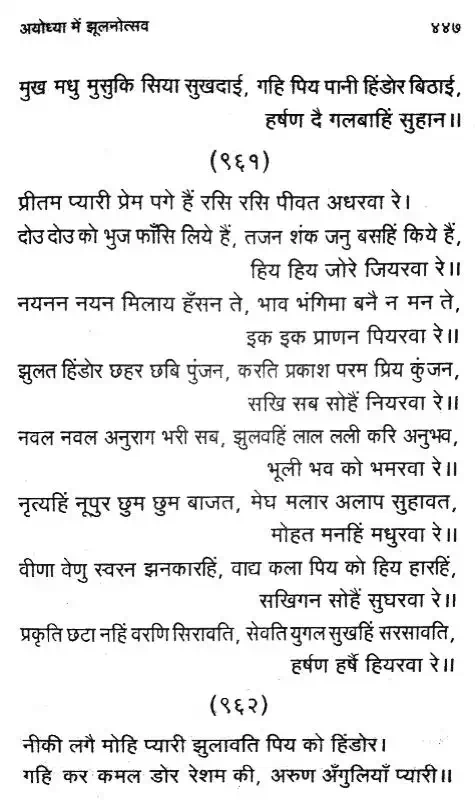 अयोध्या में झूलनोत्सव ४४७
मुख मधु मुसुकि सिया सुखदाई, गहि पिय पानी हिंडोर बिठाई,
हर्षण दै गलबाहिं सुहान॥
(९६१)
प्रीतम प्यारी प्रेम पगे हैं रसि रसि पीवत अधरवा रे।
दोउ दोउ को भुज फाँसि लिये हैं, तजन शंक जनु बसहिं किये हैं,
हिय हिय जोरे जियरवा रे॥
नयनन नयन मिलाय हँसन ते, भाव भंगिमा बनै न मन ते,
इक इक प्राणन पियरवा रे॥
झुलत हिंडोर छहर छबि पुंजन, करति प्रकाश परम प्रिय कुंजन,
सखि सब सोहैं नियरवा रे॥
नवल नवल अनुराग भरी सब, झुलवहिं लाल लली करि अनुभव,
भूली भव को भमरवा रे॥
नृत्यहिं नूपुर छुम छुम बाजत, मेघ मलार अलाप सुहावत,
मोहत मनहिं मधुरवा रे॥
वीणा वेणु स्वरन झनकारहिं, वाद्य कला पिय को हिय हारहिं,
सखिगन सोहैं सुघरवा रे॥
प्रकृति छटा नहिं वरणि सिरावति, सेवति युगल सुखहिं सरसावति,
हर्षण हर्षै हियरवा रे॥
(९६२)
नीकी लगै मोहि प्यारी झुलावति पिय को हिंडोर।
गहि कर कमल डोर रेशम की, अरुण अँगुलियाँ प्यारी॥